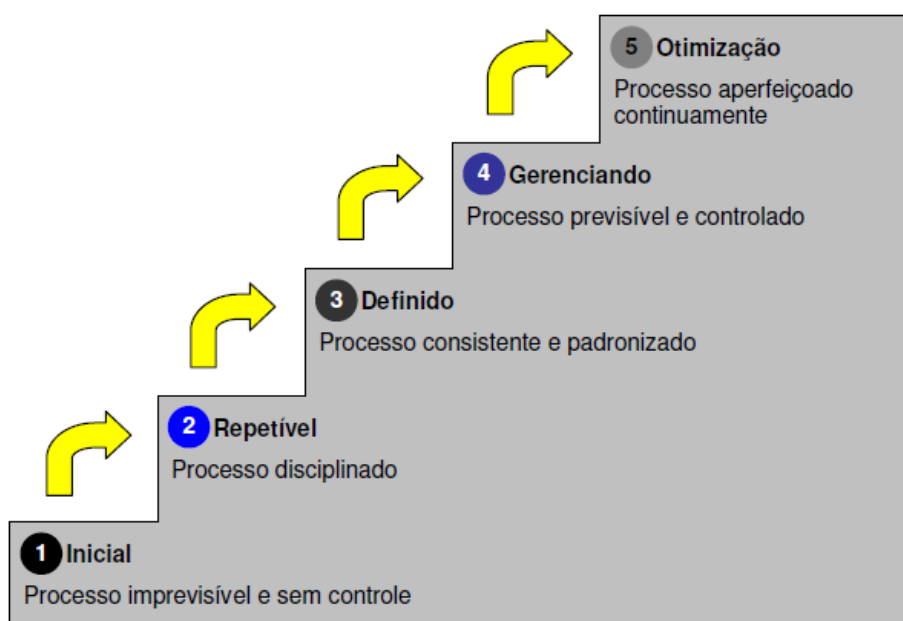 5 Otimização
Processo aperfeiçoado
continuamente
4 Gerenciando
Processo previsível e controlado
3 Definido
Processo consistente e padronizado
2 Repetível
Processo disciplinado
1 Inicial
Processo imprevisível e sem controle